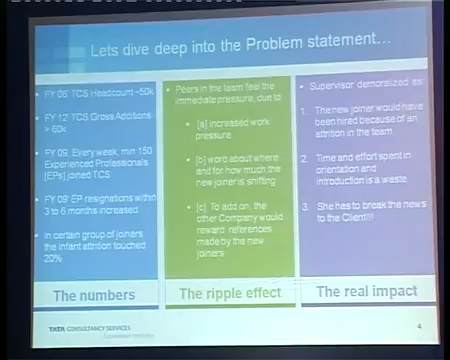 Lets dive deep into the Problem statement...
FY 06 TCS Headcount ~50k
FY 12 TCS Gross Additions
> 60k
FY 09, Every week, min 150
Experienced Professionals
(EPs) joined TCS
FY 09' EP resignations within
3 to 6 months increased
In certain group of joiners
the infant attrition touched
20%
The numbers
Peers in the team feel the
immediate pressure, due to
[a] increased work
pressure
(b) word about where
and for how much the
new joiner is shifting
(c) To add on, the
other Company would
reward references
made by the new
joiners
The ripple effect
Supervisor demoralized as:
1. The new joiner would have
been hired because of an
attrition in the team
2. Time and effort spent in
orientation and
introduction is a waste
3. She has to break the news
to the Client!!!
The real impact
TATA CONSULTANCY SERVICES
4